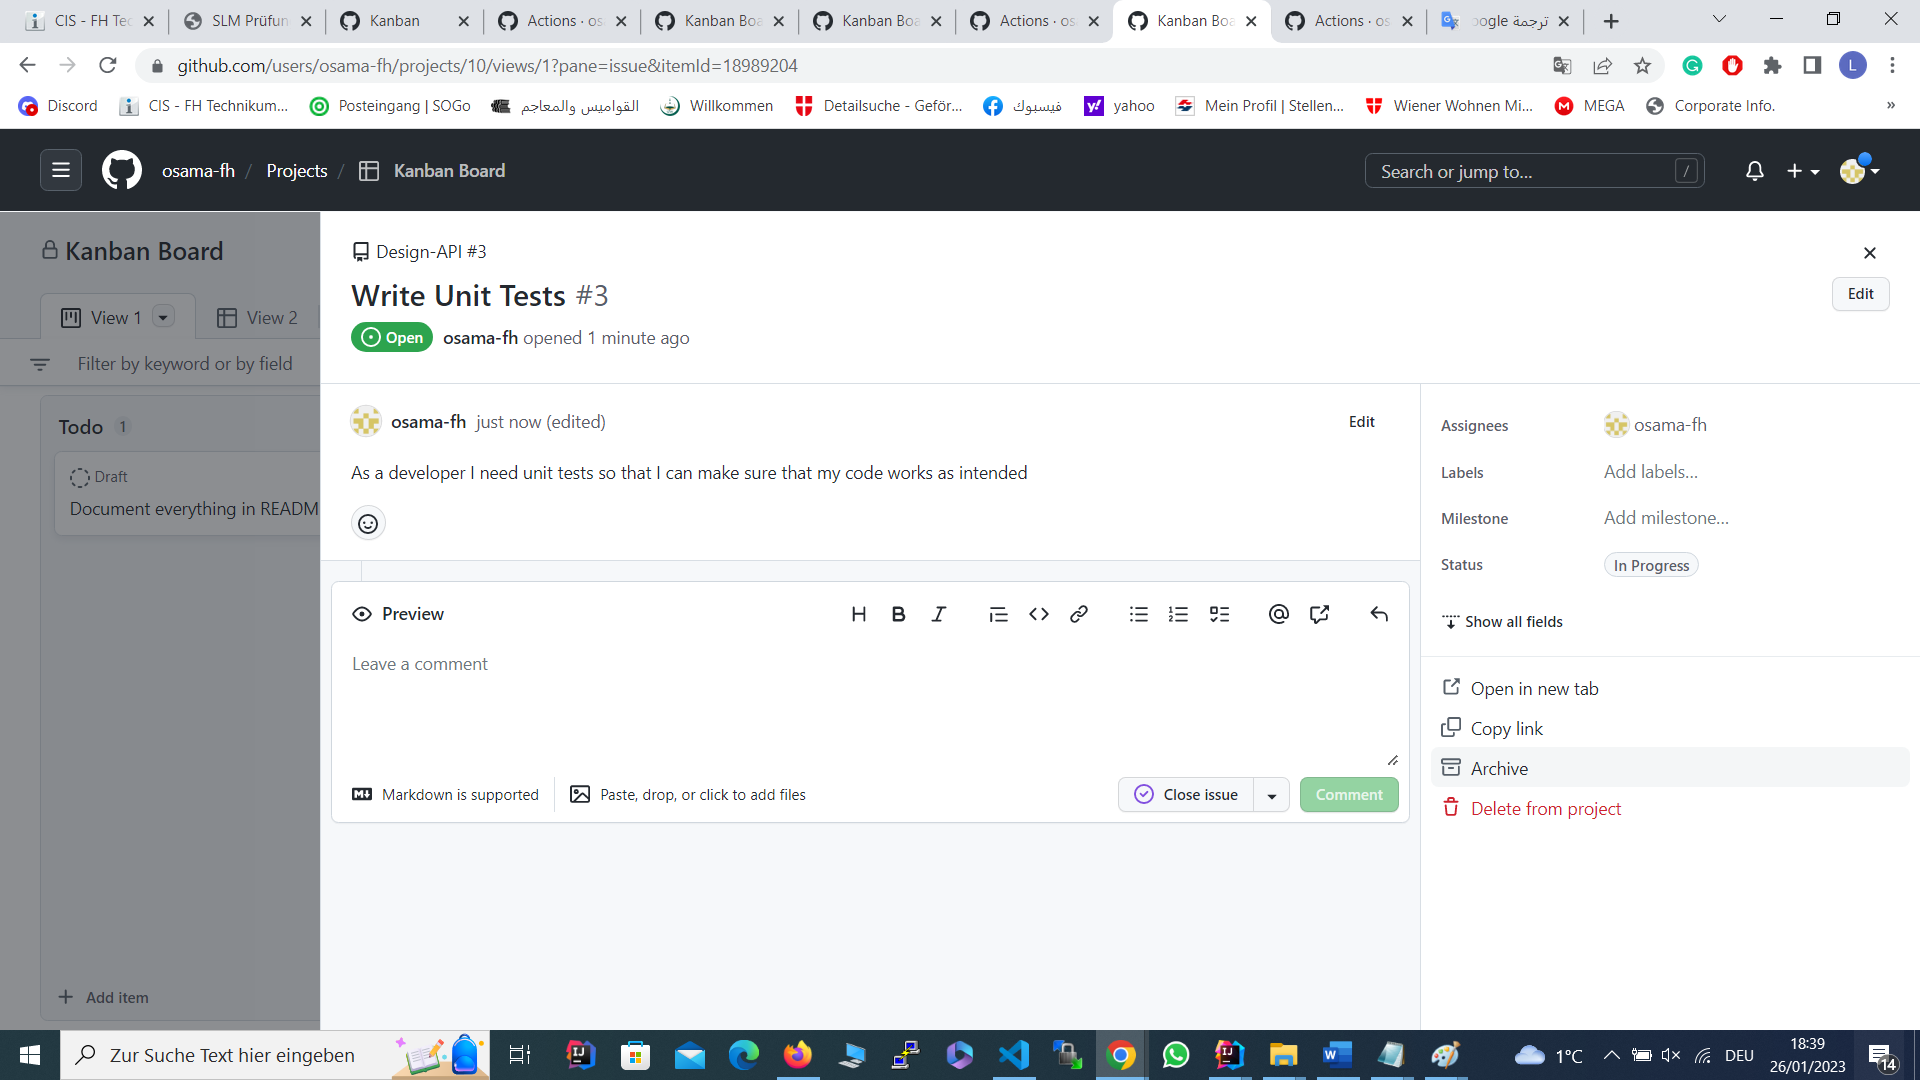 CIS - FH Tec
SLM Prüfun
Kanban
Actions · os
Kanban Boa
Kanban Boa
Actions · os
Kanban Boa
Actions · os
ترجمة oogle
github.com/users/osama-fh/projects/10/views/1?pane=issue&itemId=18989204
L
Discord
CIS - FH Technikum...
Posteingang | SOGo
القواميس والمعاجم
Willkommen
Detailsuche - Geför...
فيسبوك
yahoo
Mein Profil | Stellen...
Wiener Wohnen Mi...
MEGA
Corporate Info.
»
osama-fh / Projects / Kanban Board
Search or jump to...
/
Kanban Board
View 1
View 2
Filter by keyword or by field
Todo 1
Draft
Document everything in READM
Add item
Design-API #3
Write Unit Tests #3
Edit
Open
osama-fh opened 1 minute ago
osama-fh just now (edited)
Edit
As a developer I need unit tests so that I can make sure that my code works as intended
Preview
Leave a comment
Markdown is supported
Paste, drop, or click to add files
Close issue
Comment
Assignees
osama-fh
Labels
Add labels...
Milestone
Add milestone...
Status
In Progress
Show all fields
Open in new tab
Copy link
Archive
Delete from project
Zur Suche Text hier eingeben
1°C
DEU
18:39
26/01/2023
14